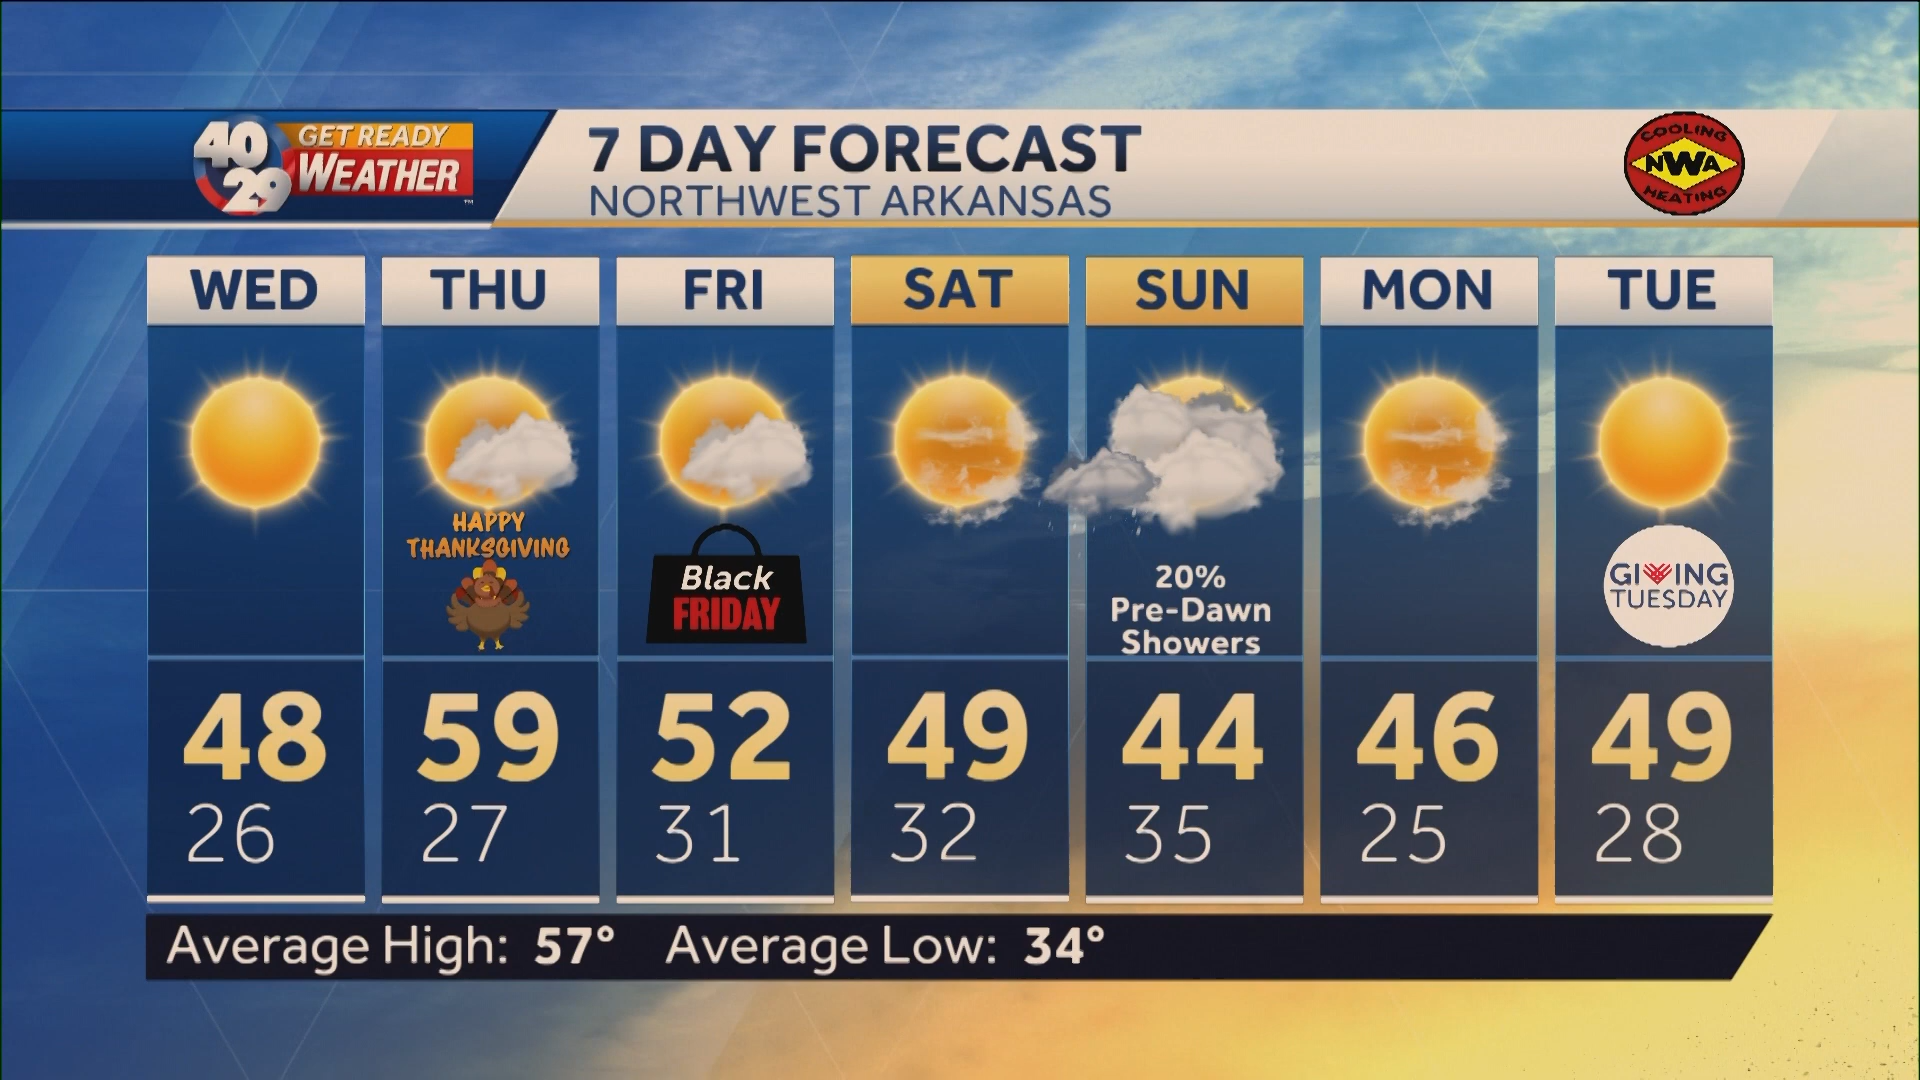 40
29
GET READY
WEATHER
™
7 DAY FORECAST
NORTHWEST ARKANSAS
COOLING
NWA
HEATING
WED
THU
FRI
SAT
SUN
MON
TUE
HAPPY
THANKSGIVING
Black
FRIDAY
20%
Pre-Dawn
Showers
GIVING
TUESDAY
48
59
52
49
44
46
49
26
27
31
32
35
25
28
Average High: 57° Average Low: 34°